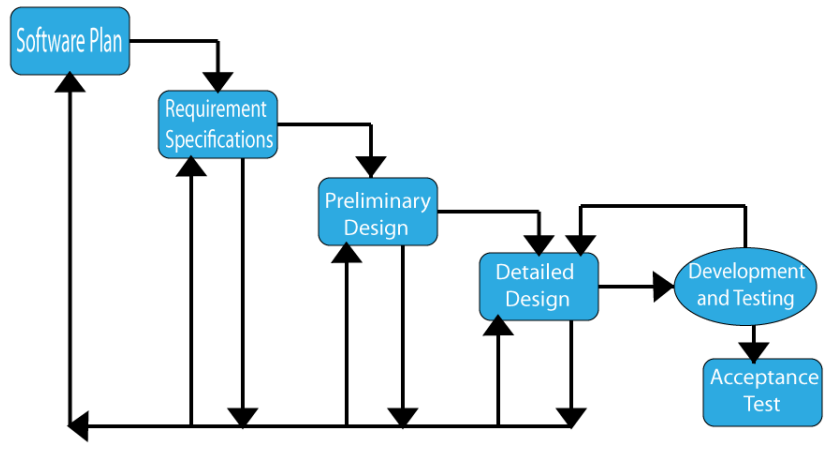 Software Plan
Requirement
Specifications
Preliminary
Design
Detailed
Design
Development
and Testing
Acceptance
Test